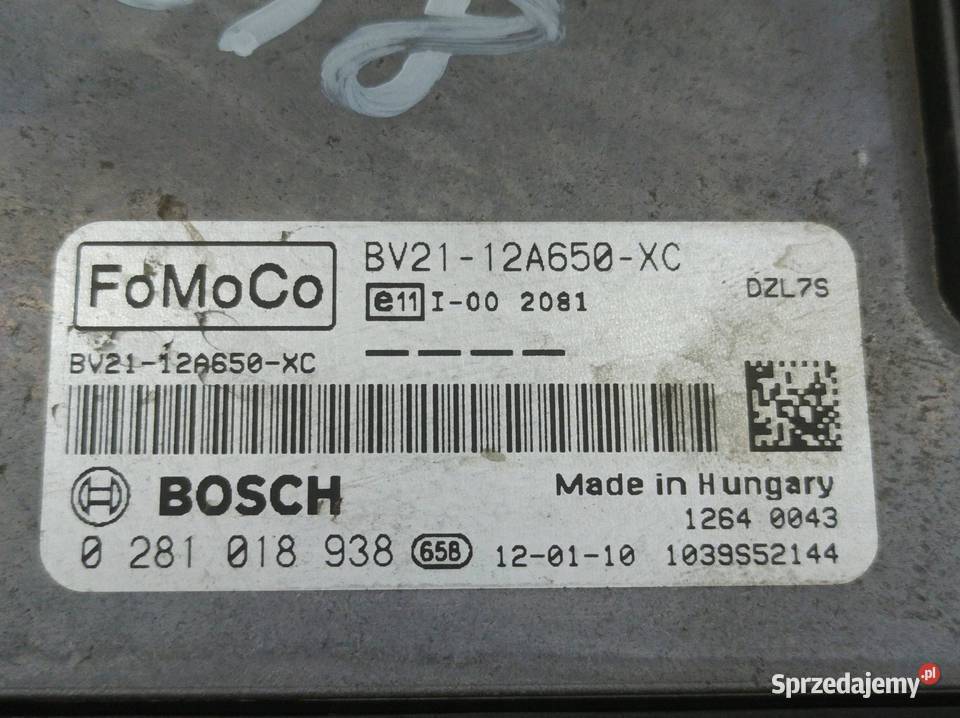 FoMoCo
BV21-12A650-XC
e11 I-00 2081
DZL7S
BV21-12A650-XC
BOSCH
Made in Hungary
1264 0043
0 281 018 938 65B 12-01-10 1039S52144
Sprzedajemy.pl